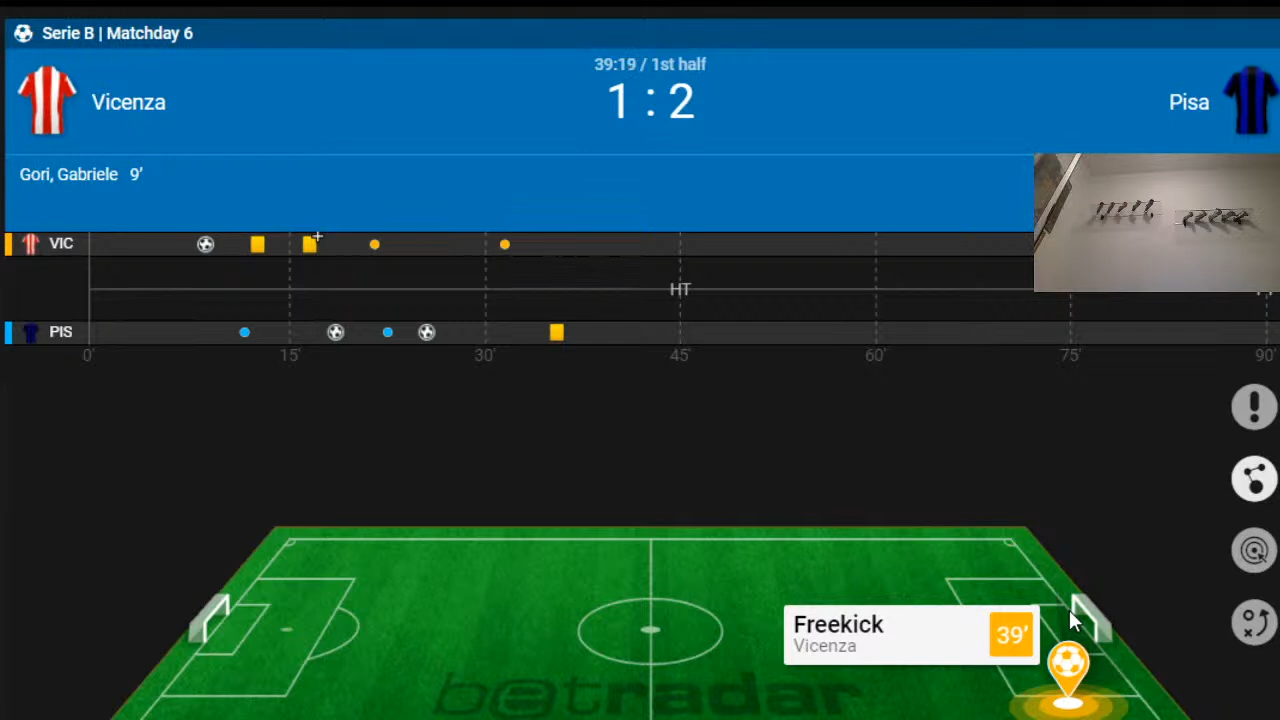 Serie B | Matchday 6
39:19 / 1st half
Vicenza
1 : 2
Pisa
Gori, Gabriele 9'
VIC
HT
PIS
0' 15' 30' 45' 60' 75' 90'
Freekick
Vicenza
39'
betradar